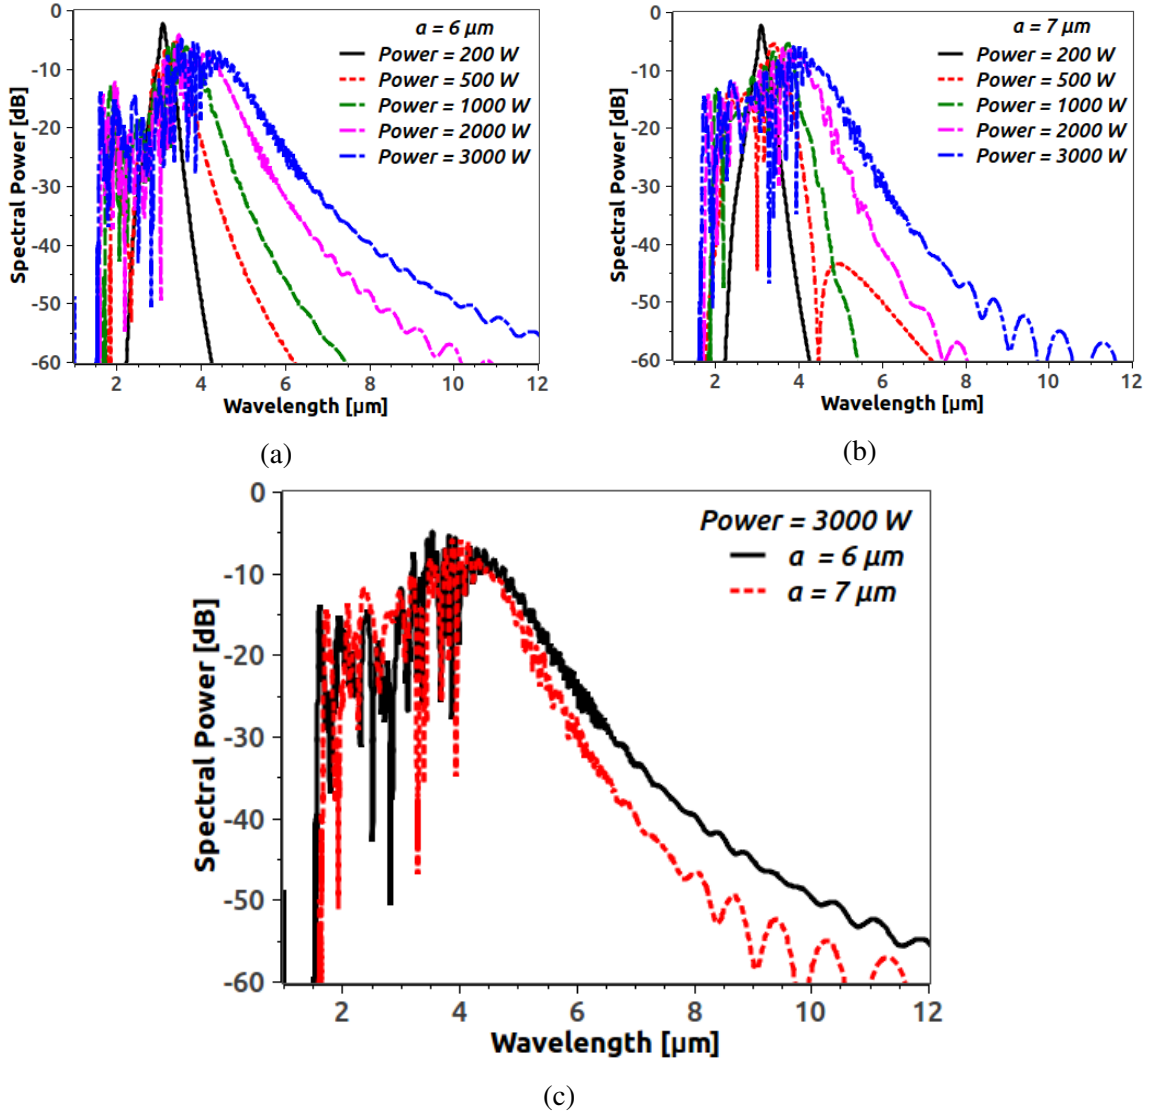 a = 6 μm
Power = 200 W
Power = 500 W
Power = 1000 W
Power = 2000 W
Power = 3000 W
Spectral Power [dB]
0
-10
-20
-30
-40
-50
-60
2 4 6 8 10 12
Wavelength [μm]
(a)
a = 7 μm
Power = 200 W
Power = 500 W
Power = 1000 W
Power = 2000 W
Power = 3000 W
Spectral Power [dB]
0
-10
-20
-30
-40
-50
-60
2 4 6 8 10 12
Wavelength [μm]
(b)
Power = 3000 W
a = 6 μm
a = 7 μm
Spectral Power [dB]
0
-10
-20
-30
-40
-50
-60
2 4 6 8 10 12
Wavelength [μm]
(c)